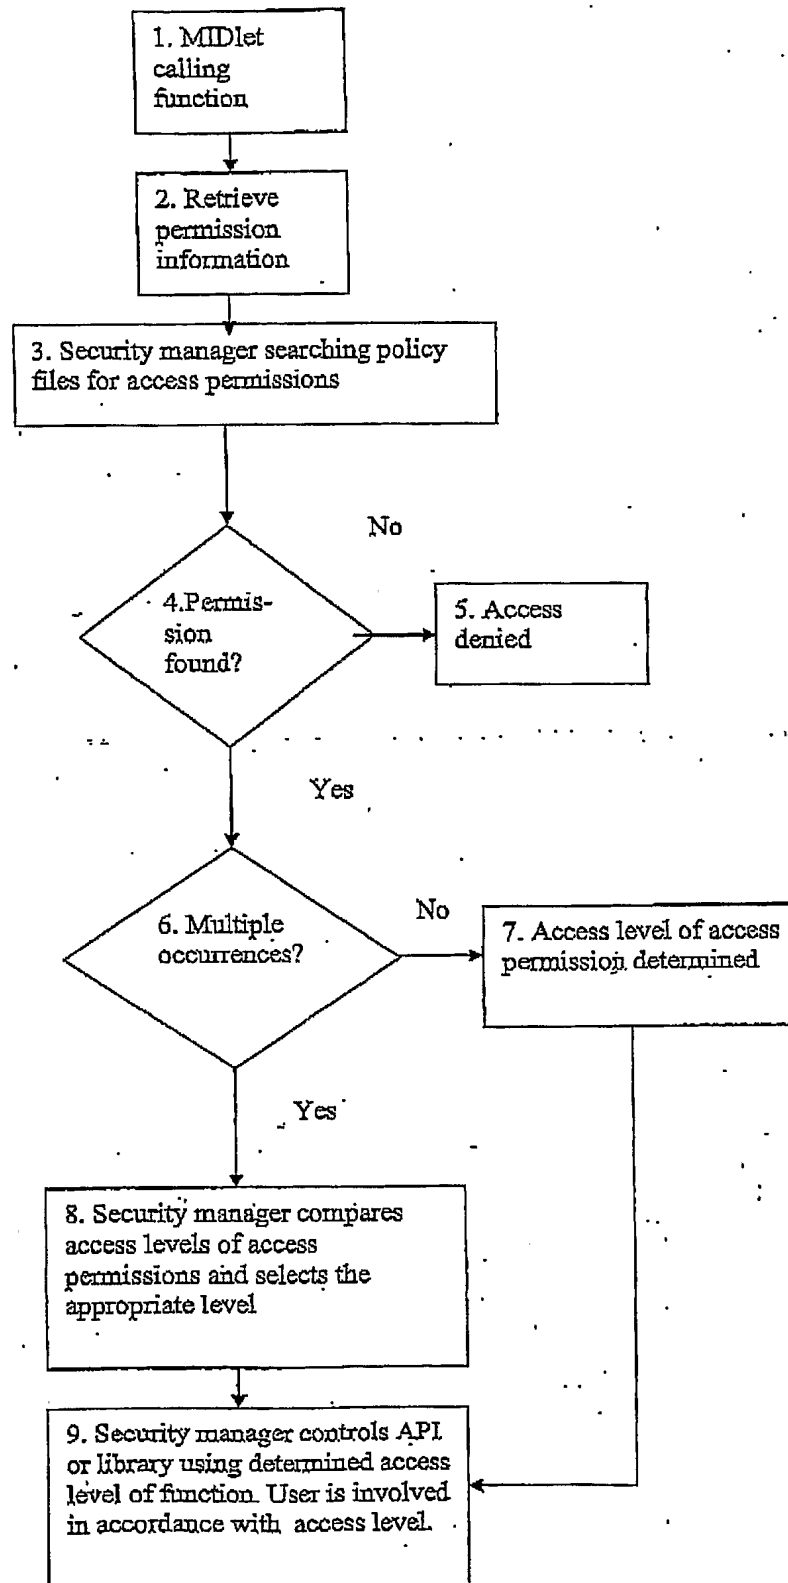 1. MIDlet
calling
function
2. Retrieve
permission
information
3. Security manager searching policy
files for access permissions
No
4.Permis-
sion
found?
5. Access
denied
Yes
6. Multiple
occurrences?
No
7. Access level of access
permission determined
Yes
8. Security manager compares
access levels of access
permissions and selects the
appropriate level
9. Security manager controls API
or library using determined access
level of function. User is involved
in accordance with access level.